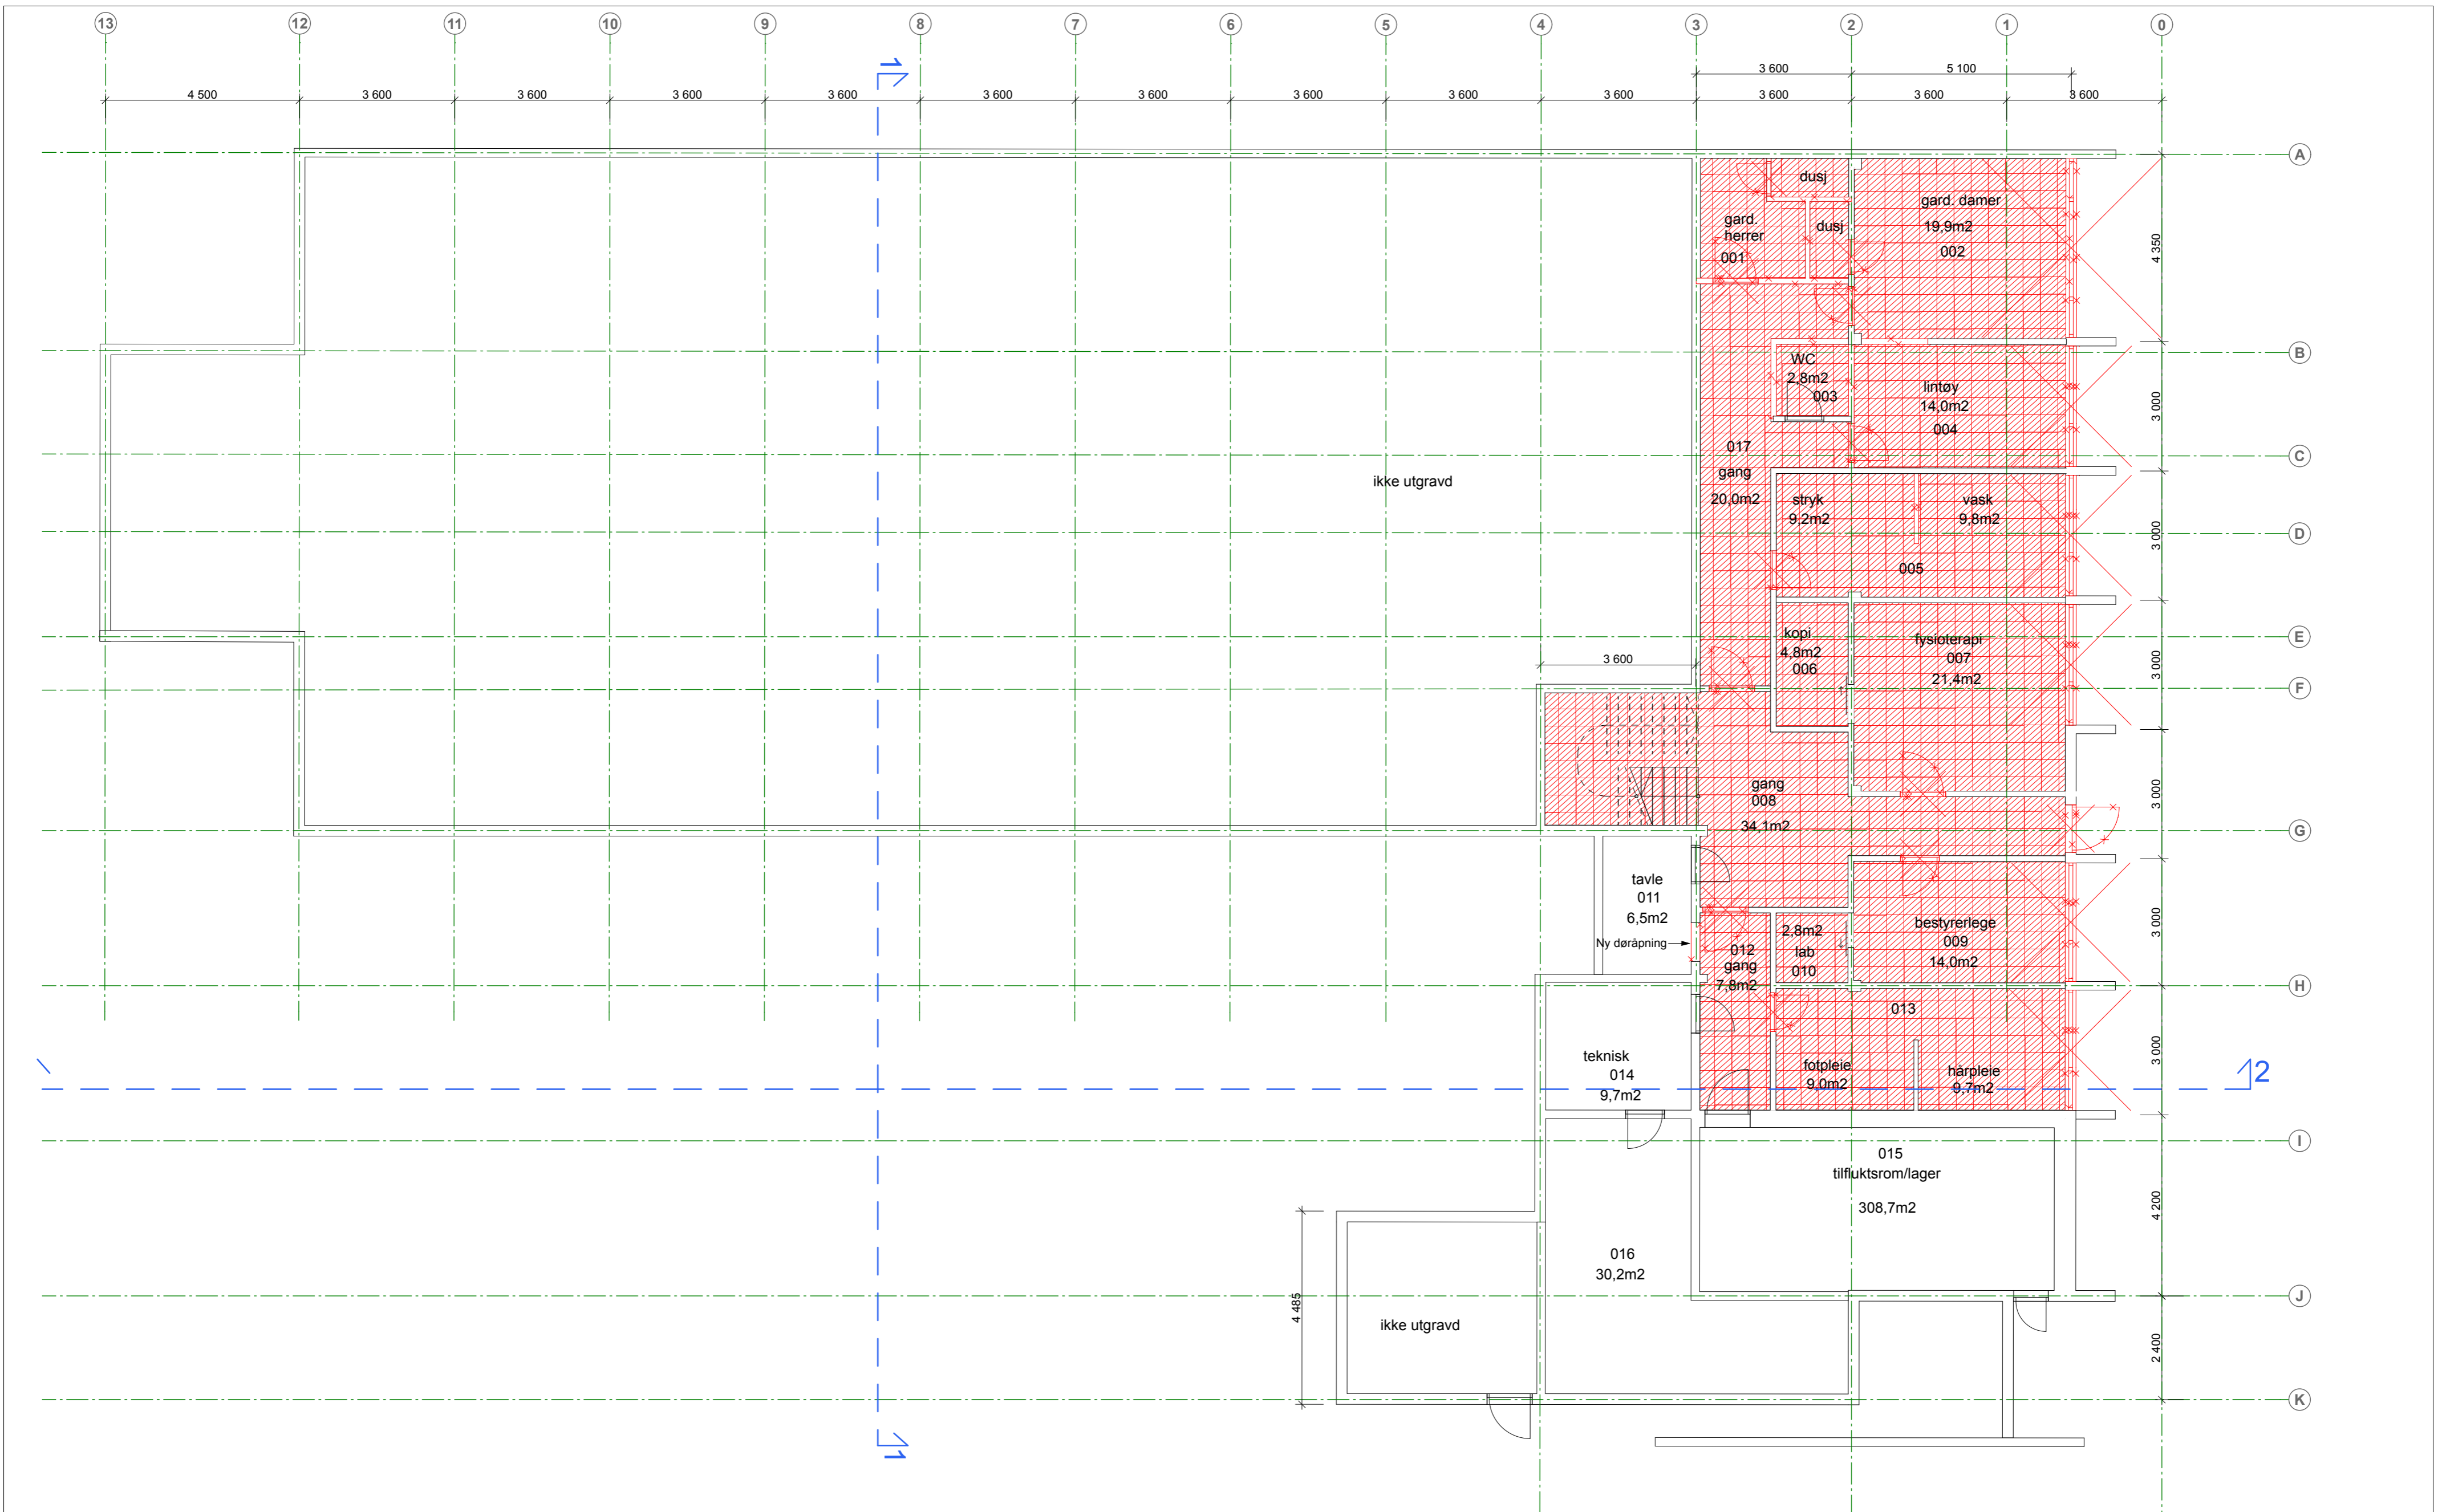 13 12 11 10 9 8 7 6 5 4 3 2 1 0
1
3 600 5 100
4 500 3 600 3 600 3 600 3 600 3 600 3 600 3 600 3 600 3 600 3 600 3 600 3 600
A
dusj
gard. damer
19,9m2
002
gard.
herrer
001
dusj
4 350
B
WC
2,8m2
003
lintøy
14,0m2
004
3 000
017
gang
20,0m2
C
ikke utgravd
stryk
9,2m2
vask
9,8m2
005
3 000
D
kopi
4,8m2
006
fysioterapi
007
21,4m2
3 000
E
3 600
F
gang
008
34,1m2
3 000
G
tavle
011
6,5m2
Ny døråpning
012
gang
7,8m2
2,8m2
lab
010
bestyrerlege
009
14,0m2
3 000
H
013
teknisk
014
9,7m2
fotpleie
9,0m2
hårpleie
9,7m2
3 000
2
I
015
tilfluktsrom/lager
308,7m2
4 200
016
30,2m2
4 485
ikke utgravd
J
2 400
K
1